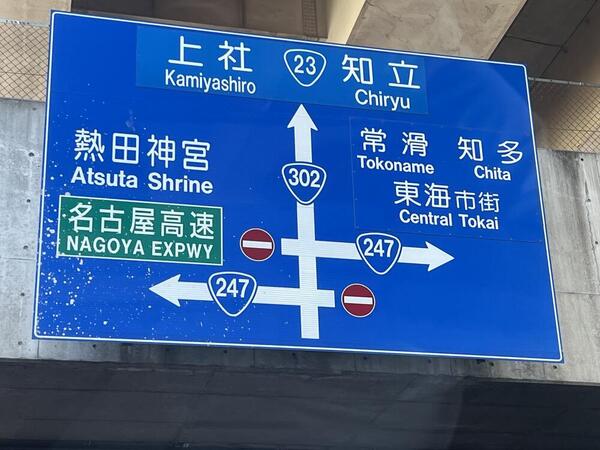 上社
Kamiyashiro
23
知立
Chiryu
熱田神宮
Atsuta Shrine
名古屋高速
NAGOYA EXPWY
302
常滑
Tokoname
知多
Chita
東海市街
Central Tokai
247
247